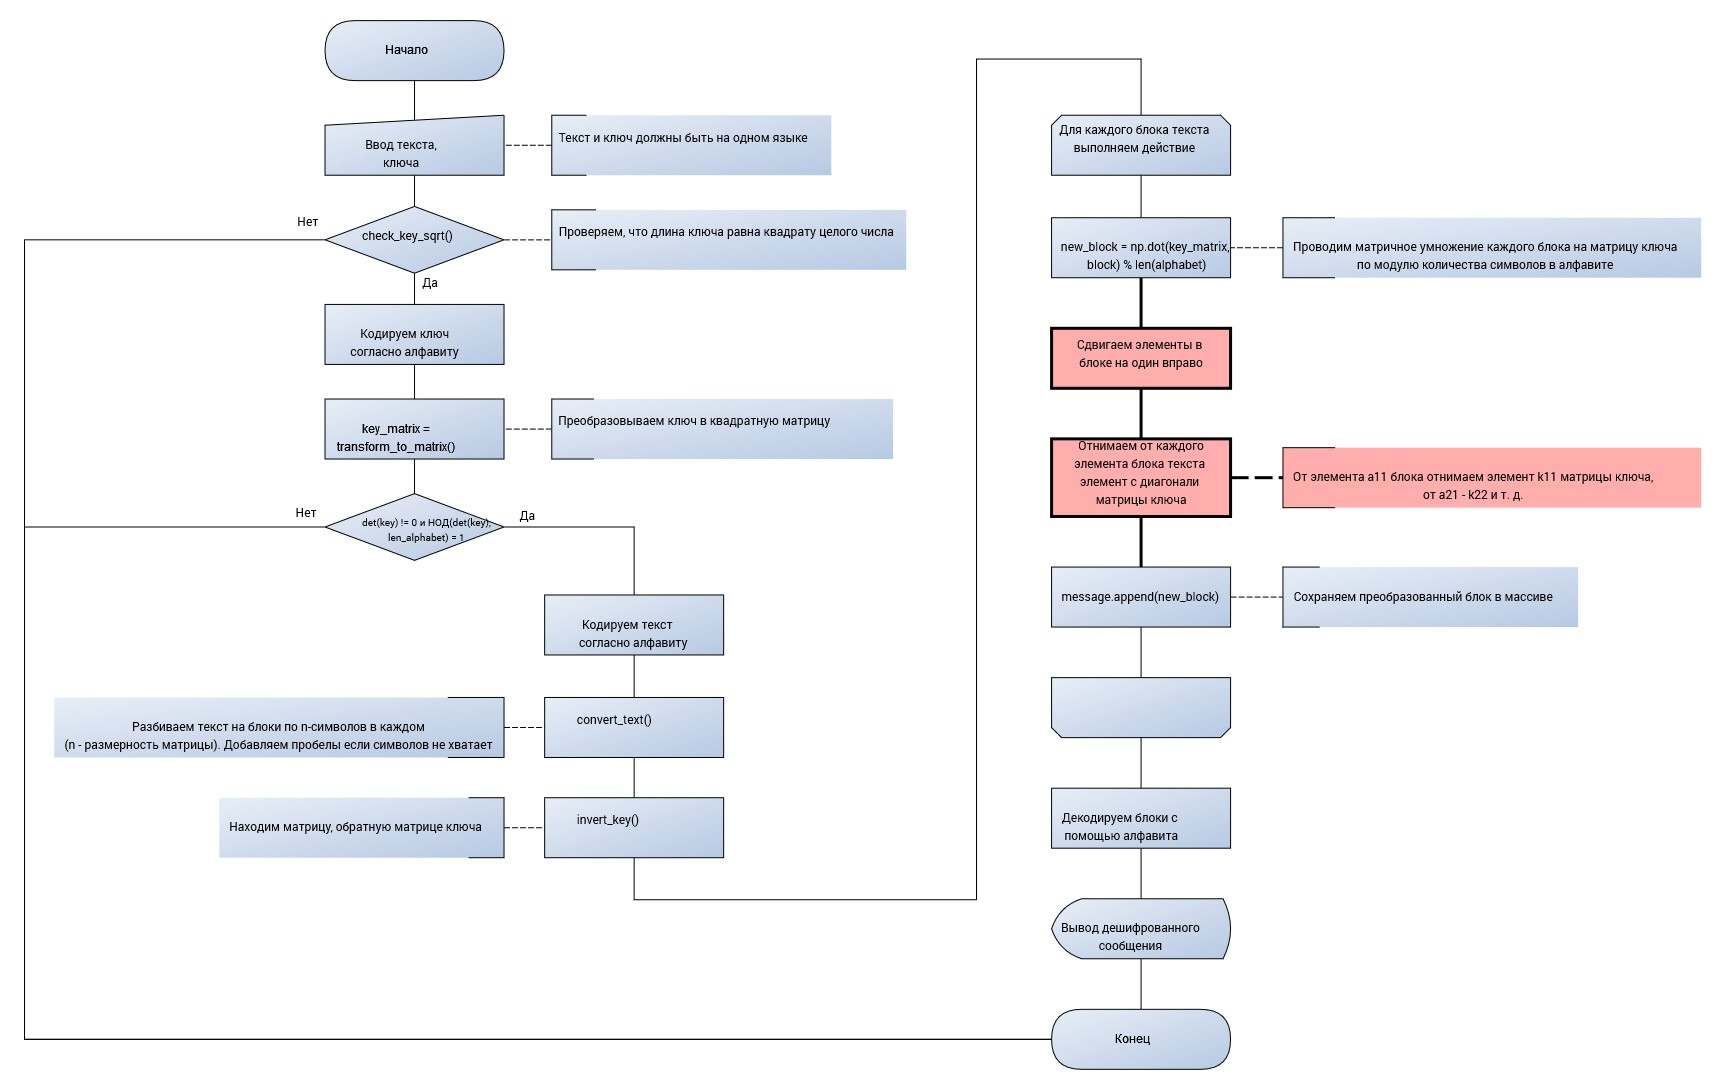 Начало
Ввод текста,
ключа
Текст и ключ должны быть на одном языке
Нет
check_key_sqrt()
Проверяем, что длина ключа равна квадрату целого числа
Да
Кодируем ключ
согласно алфавиту
key_matrix =
transform_to_matrix()
Преобразовываем ключ в квадратную матрицу
Нет
det(key) != 0 и НОД(det(key),
len_alphabet) = 1
Да
Кодируем текст
согласно алфавиту
Разбиваем текст на блоки по n-символов в каждом
(n - размерность матрицы). Добавляем пробелы если символов не хватает
convert_text()
Находим матрицу, обратную матрице ключа
invert_key()
Для каждого блока текста
выполняем действие
new_block = np.dot(key_matrix,
block) % len(alphabet)
Проводим матричное умножение каждого блока на матрицу ключа
по модулю количества символов в алфавите
Сдвигаем элементы в
блоке на один вправо
Отнимаем от каждого
элемента блока текста
элемент с диагонали
матрицы ключа
От элемента a11 блока отнимаем элемент k11 матрицы ключа,
от a21 - k22 и т. д.
message.append(new_block)
Сохраняем преобразованный блок в массиве
Декодируем блоки с
помощью алфавита
Вывод дешифрованного
сообщения
Конец